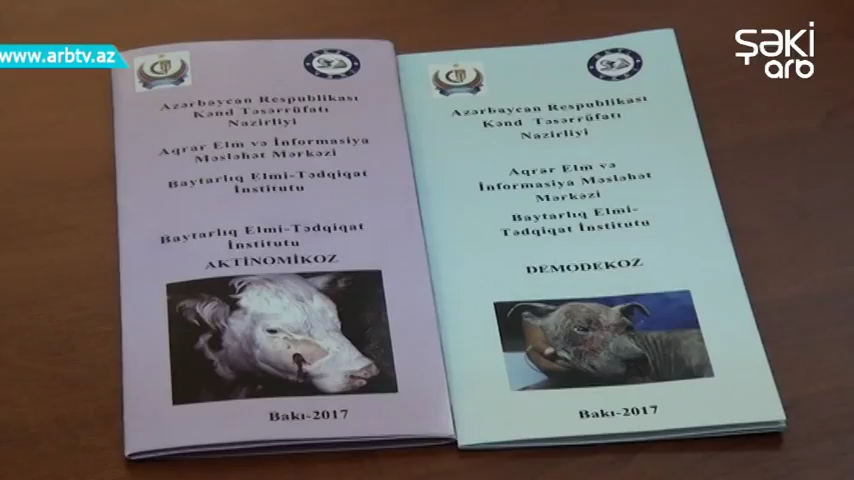 www.arbtv.az
şəki
arb
Azərbaycan Respublikası
Kənd Təsərrüfatı
Nazirliyi
Aqrar Elm və İnformasiya
Məsləhət Mərkəzi
Baytarlıq Elmi-Tədqiqat
İnstitutu
Baytarlıq Elmi-Tədqiqat
İnstitutu
AKTİNOMİKOZ
Bakı-2017
Azərbaycan Respublikası
Kənd Təsərrüfatı
Nazirliyi
Aqrar Elm və
İnformasiya Məsləhət
Mərkəzi
Baytarlıq Elmi-
Tədqiqat İnstitutu
DEMODEKOZ
Bakı-2017